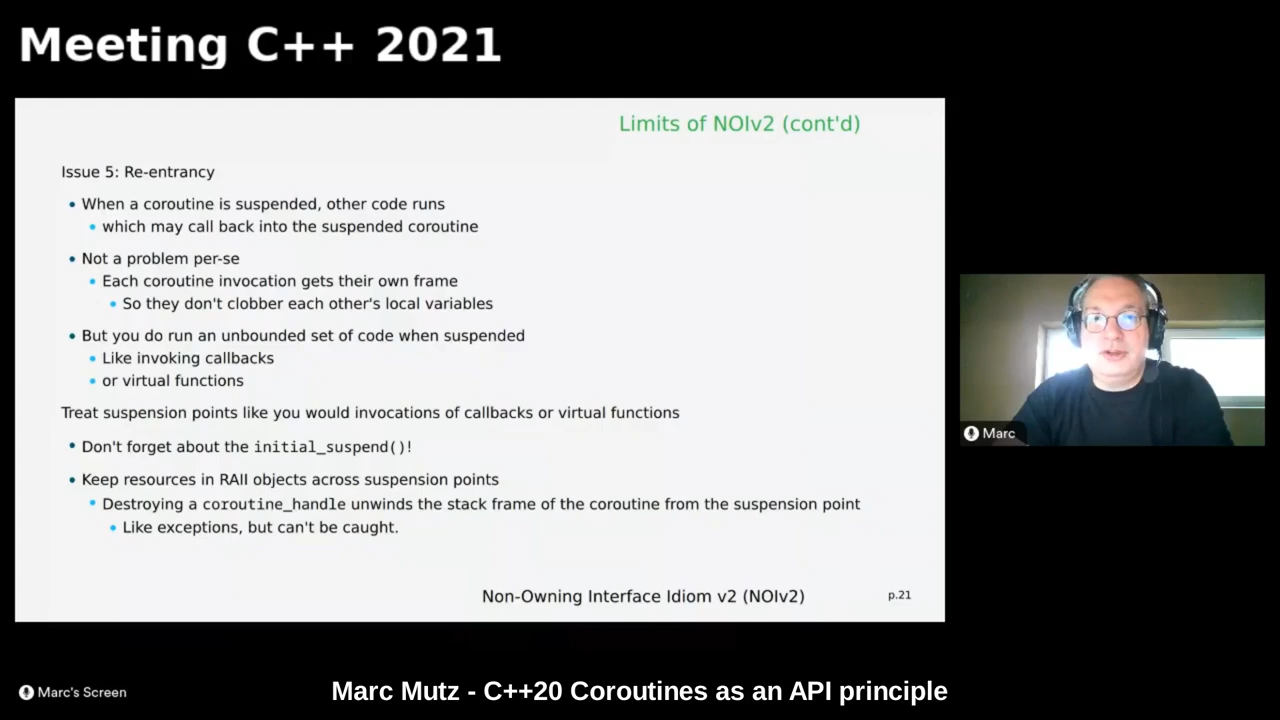 Meeting C++ 2021
Limits of NOIv2 (cont'd)
Issue 5: Re-entrancy
• When a coroutine is suspended, other code runs
• which may call back into the suspended coroutine
• Not a problem per-se
• Each coroutine invocation gets their own frame
• So they don't clobber each other's local variables
• But you do run an unbounded set of code when suspended
• Like invoking callbacks
• or virtual functions
Treat suspension points like you would invocations of callbacks or virtual functions
• Don't forget about the initial_suspend()!
• Keep resources in RAII objects across suspension points
• Destroying a coroutine_handle unwinds the stack frame of the coroutine from the suspension point
• Like exceptions, but can't be caught.
Non-Owning Interface Idiom v2 (NOIv2)
p.21
Marc
Marc's Screen
Marc Mutz - C++20 Coroutines as an API principle